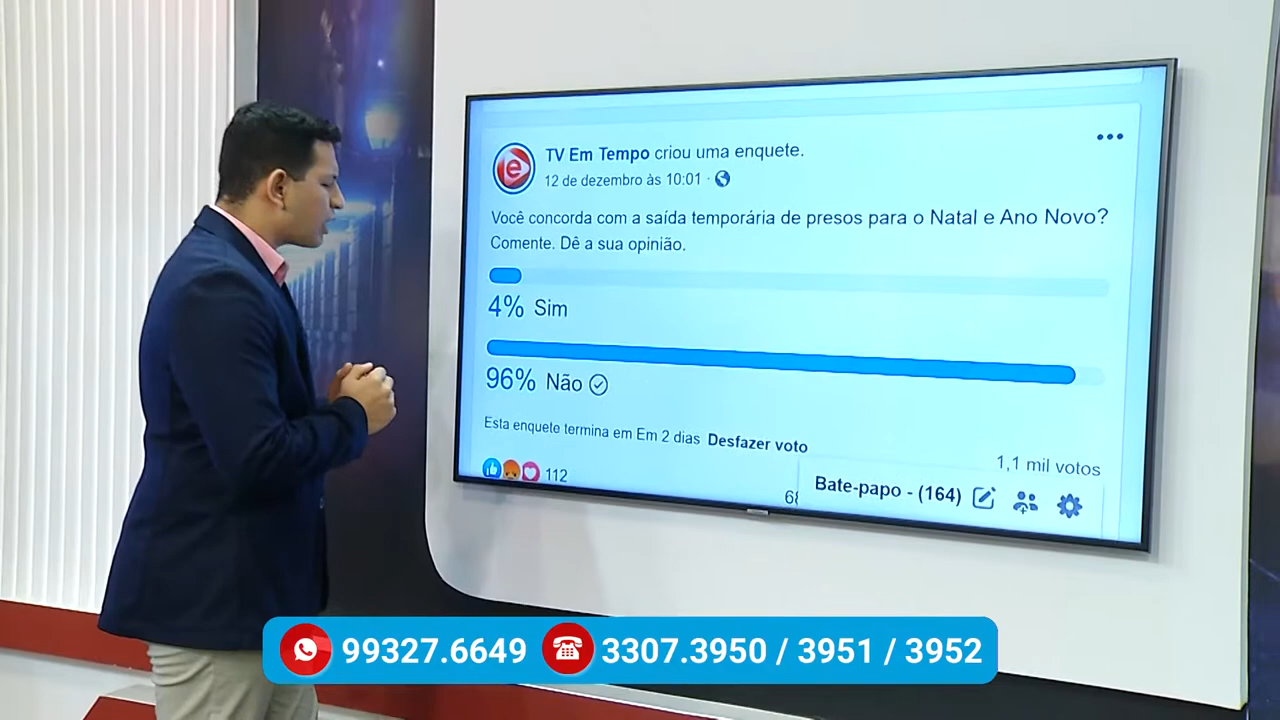 TV Em Tempo criou uma enquete.
12 de dezembro às 10:01 ·
Você concorda com a saída temporária de presos para o Natal e Ano Novo?
Comente. Dê a sua opinião.
4% Sim
96% Não
Esta enquete termina em Em 2 dias Desfazer voto
1,1 mil votos
112
Bate-papo - (164)
99327.6649 3307.3950 / 3951 / 3952